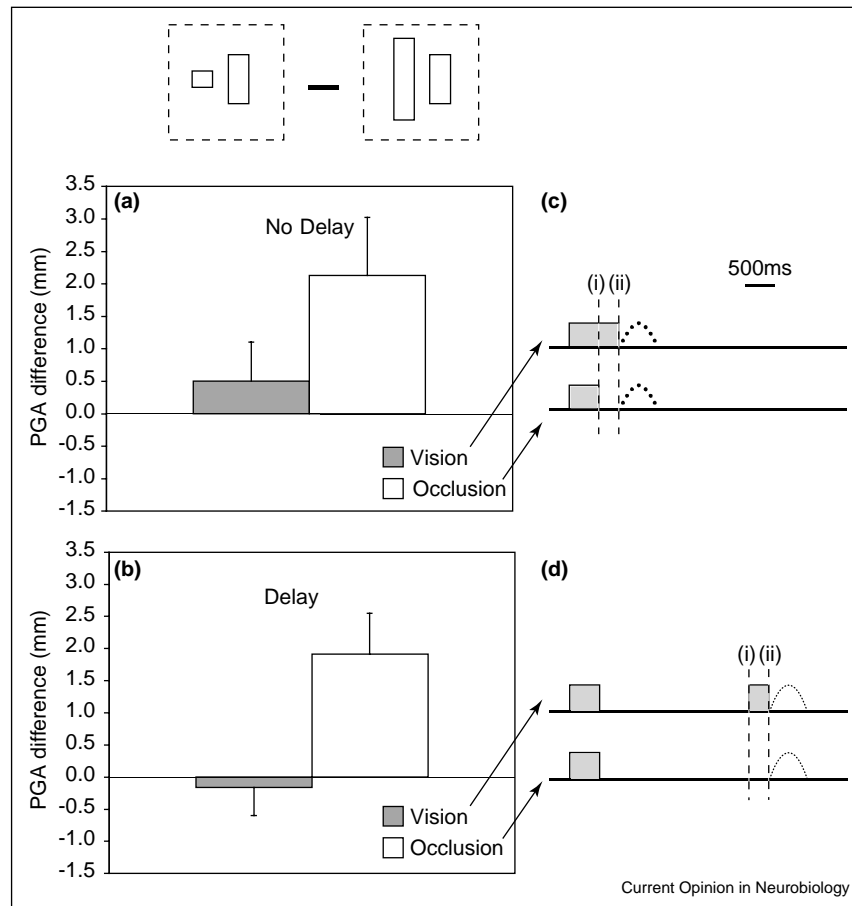 (a)
No Delay
PGA difference (mm)
3.5
3.0
2.5
2.0
1.5
1.0
0.5
0.0
-0.5
-1.0
-1.5
Vision
Occlusion
(c)
500ms
(i) (ii)
(b)
Delay
PGA difference (mm)
3.5
3.0
2.5
2.0
1.5
1.0
0.5
0.0
-0.5
-1.0
-1.5
Vision
Occlusion
(d)
(i) (ii)
Current Opinion in Neurobiology